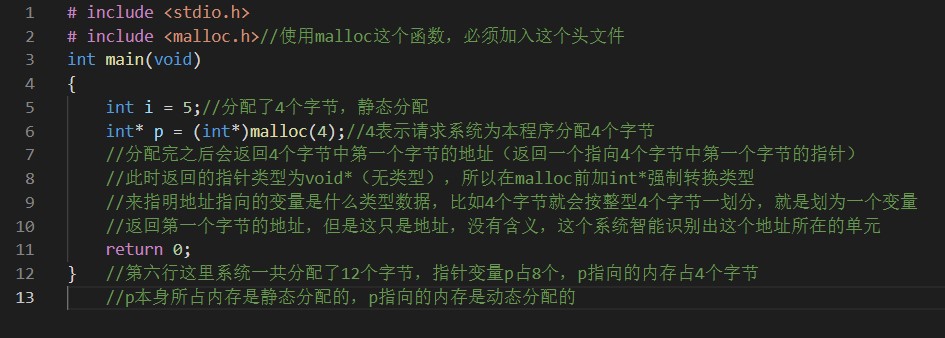 1 # include <stdio.h>
2 # include <malloc.h>//使用malloc这个函数，必须加入这个头文件
3 int main(void)
4 {
5 int i = 5;//分配了4个字节，静态分配
6 int* p = (int*)malloc(4);//4表示请求系统为本程序分配4个字节
7 //分配完之后会返回4个字节中第一个字节的地址（返回一个指向4个字节中第一个字节的指针）
8 //此时返回的指针类型为void*（无类型），所以在malloc前加int*强制转换类型
9 //来指明地址指向的变量是什么类型数据，比如4个字节就会按整型4个字节一划分，就是划为一个变量
10 //返回第一个字节的地址，但是这只是地址，没有含义，这个系统智能识别出这个地址所在的单元
11 return 0;
12 } //第六行这里系统一共分配了12个字节，指针变量p占8个，p指向的内存占4个字节
13 //p本身所占内存是静态分配的，p指向的内存是动态分配的